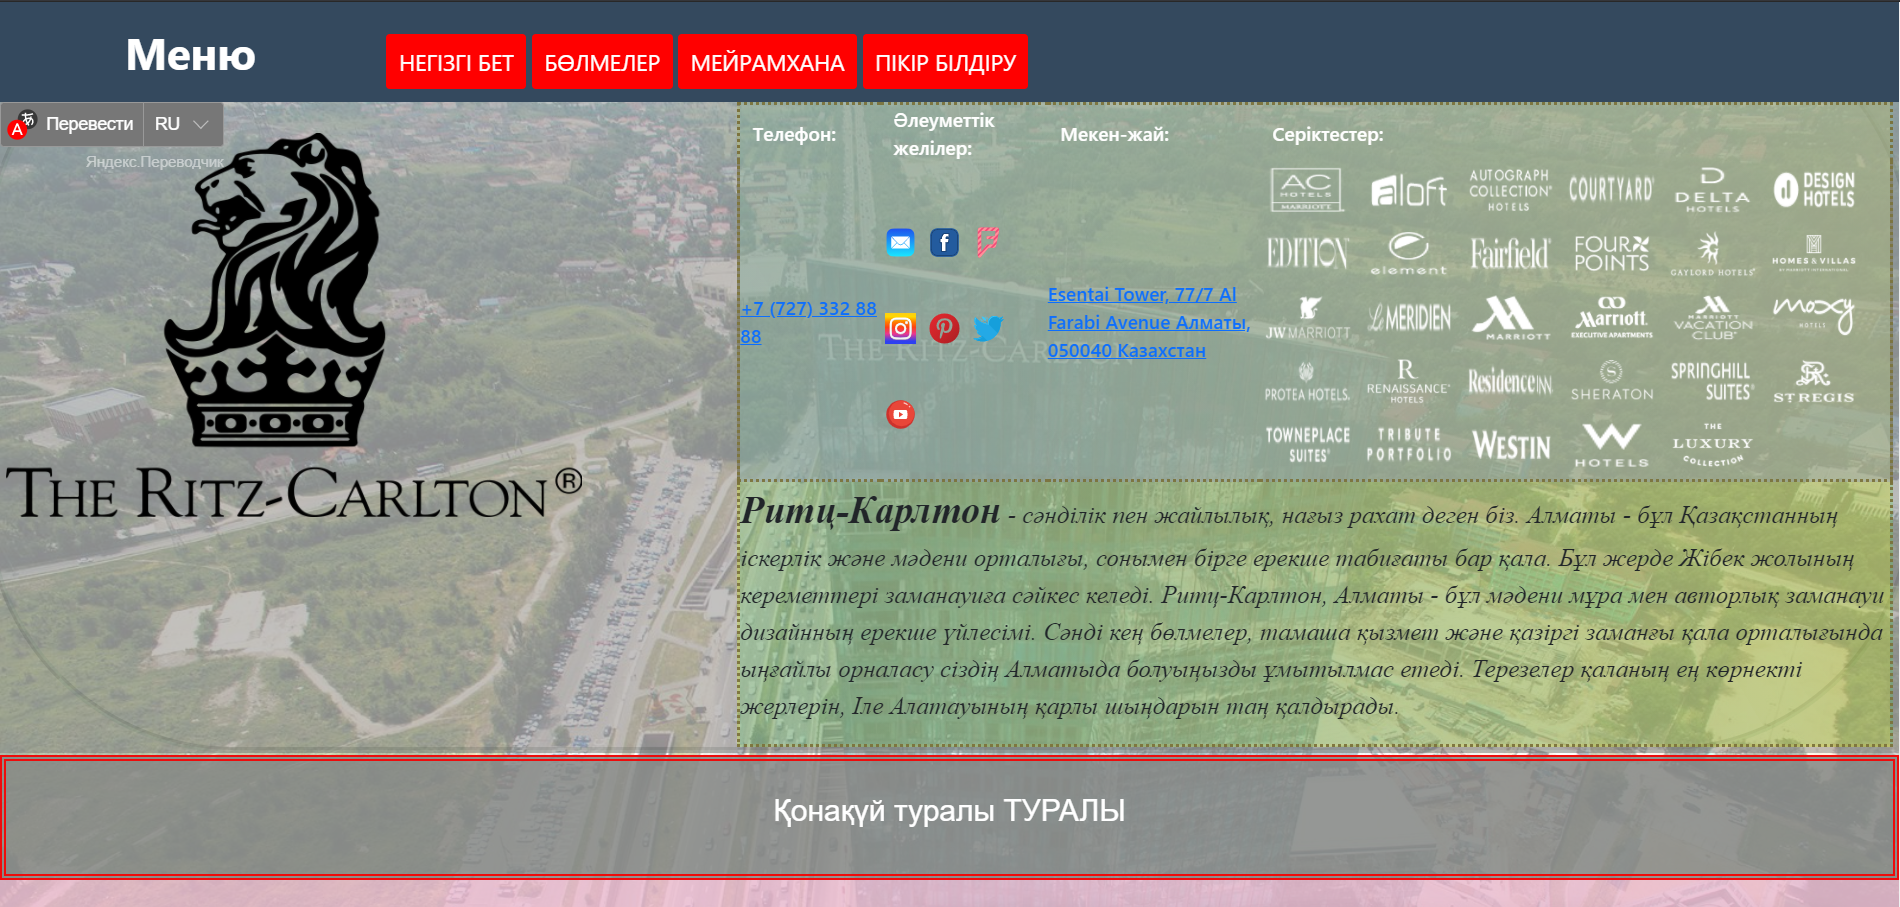 Меню
НЕГІЗГІ БЕТ
БӨЛМЕЛЕР
МЕЙРАМХАНА
ПІКІР БІЛДІРУ
Перевести
RU
Яндекс.Переводчик
THE RITZ-CARLTON®
Телефон:
Әлеуметтік
желілер:
Мекен-жай:
Серіктестер:
+7 (727) 332 88
88
Esentai Tower, 77/7 Al
Farabi Avenue Алматы,
050040 Казахстан
THE RITZ-CARLTON
AC HOTELS MARRIOTT
aloft
AUTOGRAPH COLLECTION HOTELS
COURTYARD
DELTA HOTELS
DESIGN HOTELS
EDITION
element
Fairfield
FOUR POINTS
GAYLORD HOTELS
HOMES & VILLAS BY MARRIOTT INTERNATIONAL
JW MARRIOTT
LE MERIDIEN
MARRIOTT
Marriott EXECUTIVE APARTMENTS
MARRIOTT VACATION CLUB
moxy HOTELS
PROTEA HOTELS
R RENAISSANCE HOTELS
Residence INN
S SHERATON
SPRINGHILL SUITES
ST REGIS
TOWNEPLACE SUITES
TRIBUTE PORTFOLIO
WESTIN
W HOTELS
THE LUXURY COLLECTION
Ритц-Карлтон - сәнділік пен жайлылық, нағыз рахат деген біз. Алматы - бұл Қазақстанның
іскерлік және мәдени орталығы, сонымен бірге ерекше табиғаты бар қала. Бұл жерде Жібек жолының
кереметтері заманауиға сәйкес келеді. Ритц-Карлтон, Алматы - бұл мәдени мұра мен авторлық заманауи
дизайнның ерекше үйлесімі. Сәнді кең бөлмелер, тамаша қызмет және қазіргі заманғы қала орталығында
ыңғайлы орналасу сіздің Алматыда болуыңызды ұмытылмас етеді. Терезелер қаланың ең көрнекті
жерлерін, Іле Алатауының қарлы шыңдарын таң қалдырады.
Қонақүй туралы ТУРАЛЫ